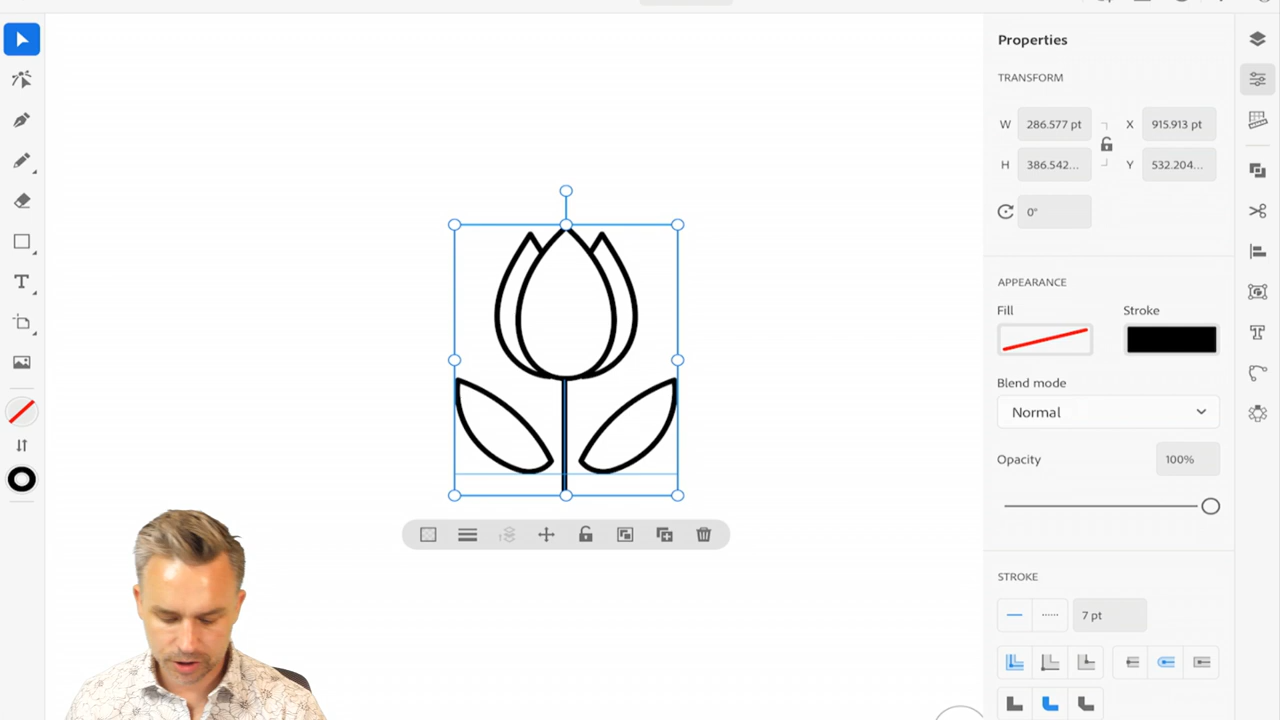 Properties
TRANSFORM
W 286.577 pt X 915.913 pt
H 386.542... Y 532.204...
0°
APPEARANCE
Fill Stroke
Blend mode
Normal
Opacity 100%
STROKE
7 pt